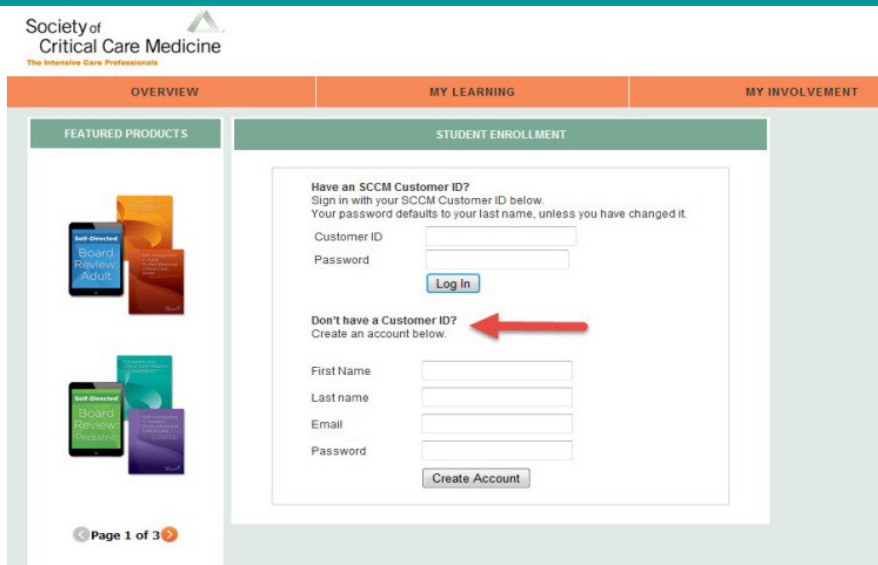 Society of
Critical Care Medicine
The Intensive Care Professionals
OVERVIEW
MY LEARNING
MY INVOLVEMENT
FEATURED PRODUCTS
Self-Directed
Board
Review:
Adult
Self-Directed
Board
Review:
Pediatric
Page 1 of 3
STUDENT ENROLLMENT
Have an SCCM Customer ID?
Sign in with your SCCM Customer ID below.
Your password defaults to your last name, unless you have changed it.
Customer ID
Password
Log In
Don't have a Customer ID?
Create an account below.
First Name
Last name
Email
Password
Create Account